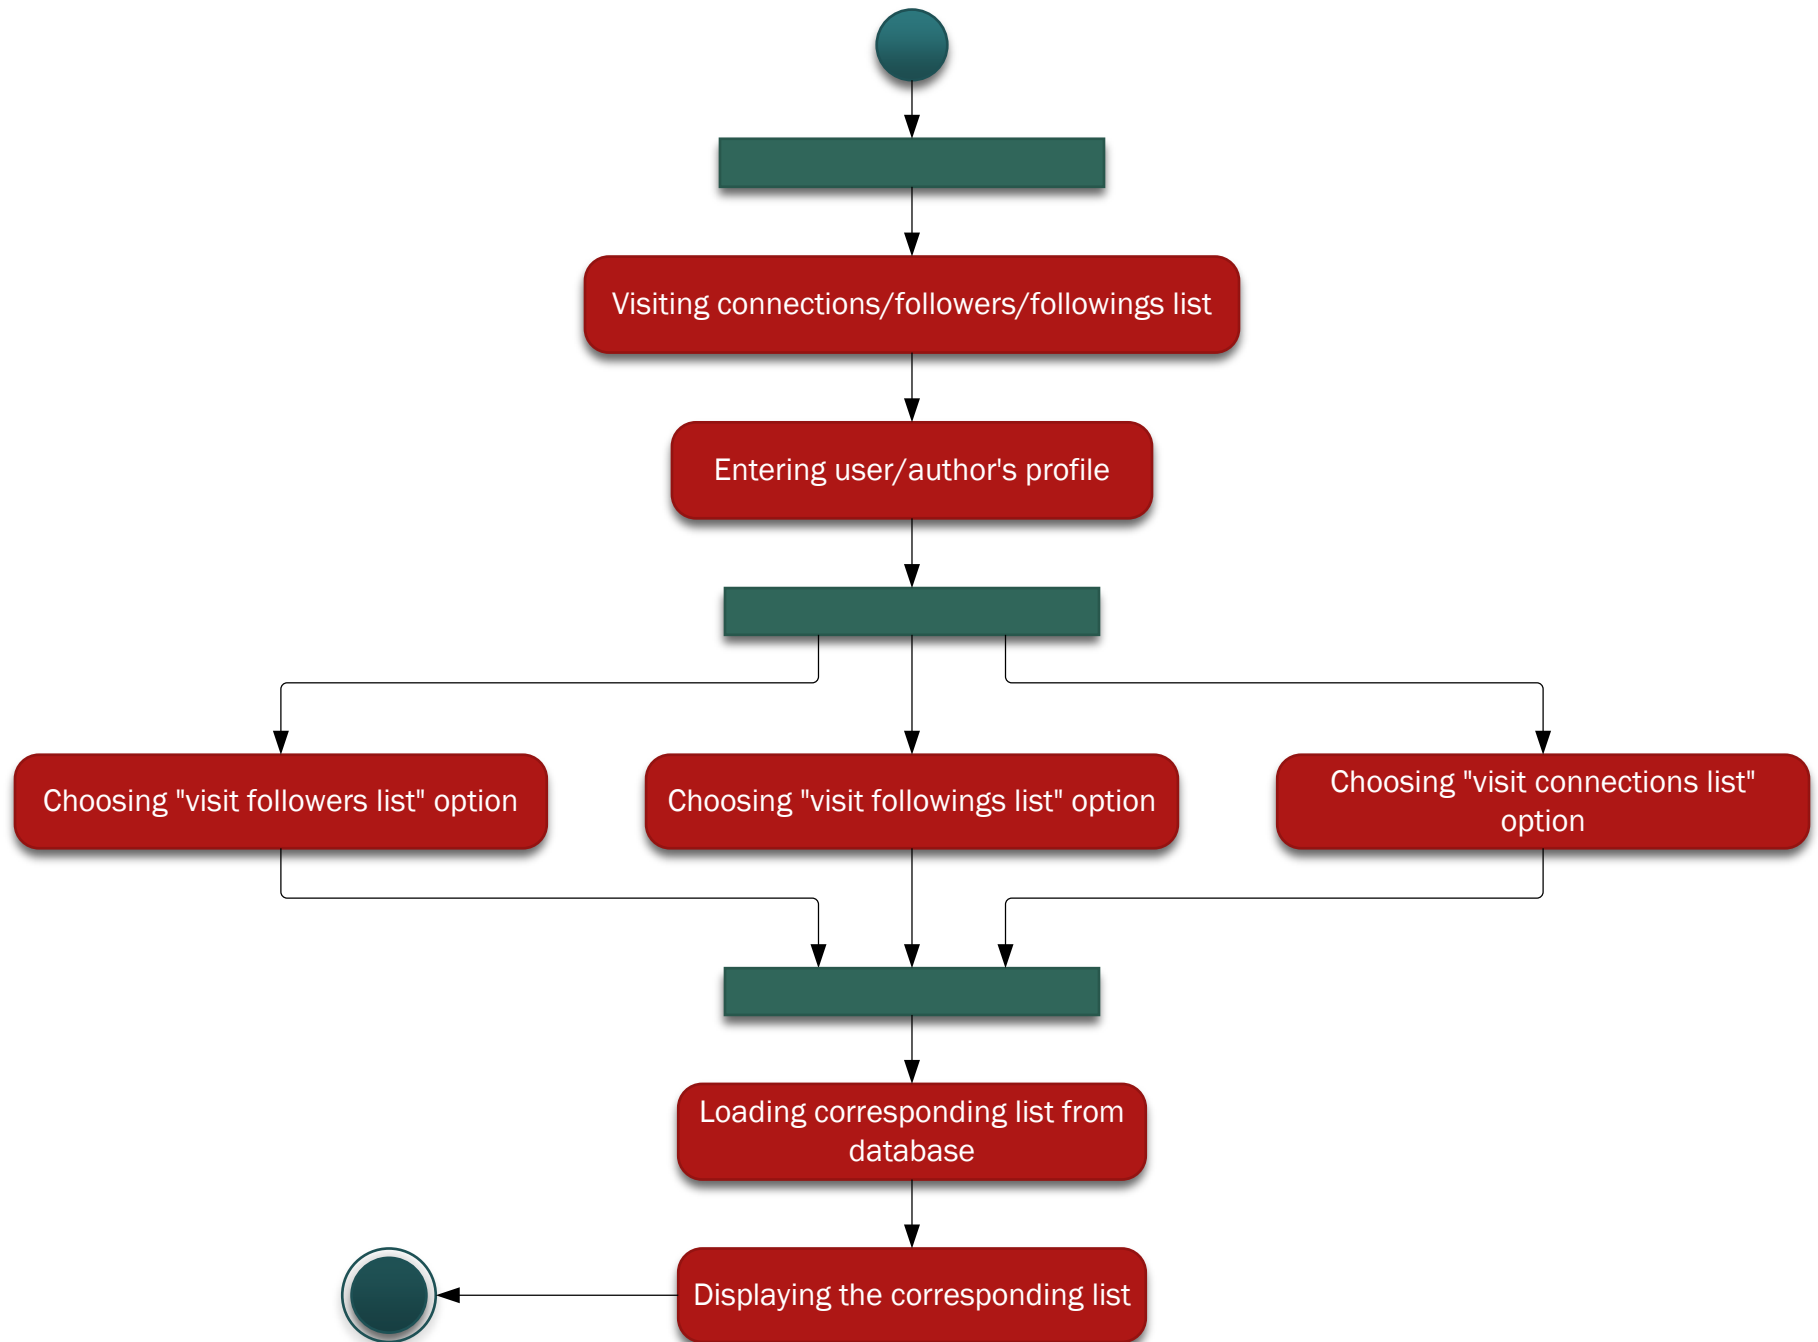 Visiting connections/followers/followings list
Entering user/author's profile
Choosing "visit followers list" option
Choosing "visit followings list" option
Choosing "visit connections list"
option
Loading corresponding list from
database
Displaying the corresponding list